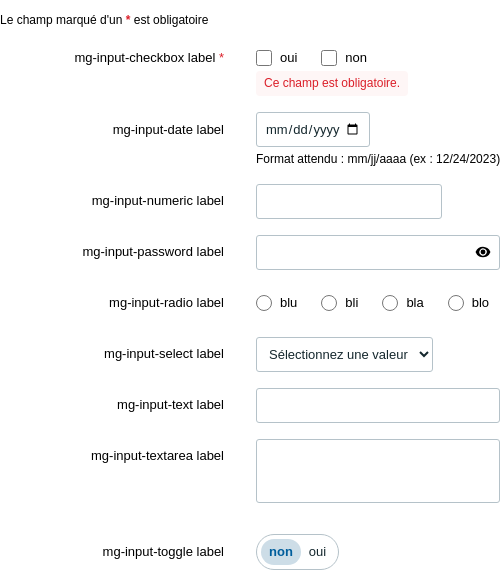 Le champ marqué d'un * est obligatoire
mg-input-checkbox label * oui non
Ce champ est obligatoire.
mg-input-date label mm/dd/yyyy
Format attendu : mm/jj/aaaa (ex : 12/24/2023)
mg-input-numeric label
mg-input-password label
mg-input-radio label blu bli bla blo
mg-input-select label Sélectionnez une valeur
mg-input-text label
mg-input-textarea label
mg-input-toggle label non oui